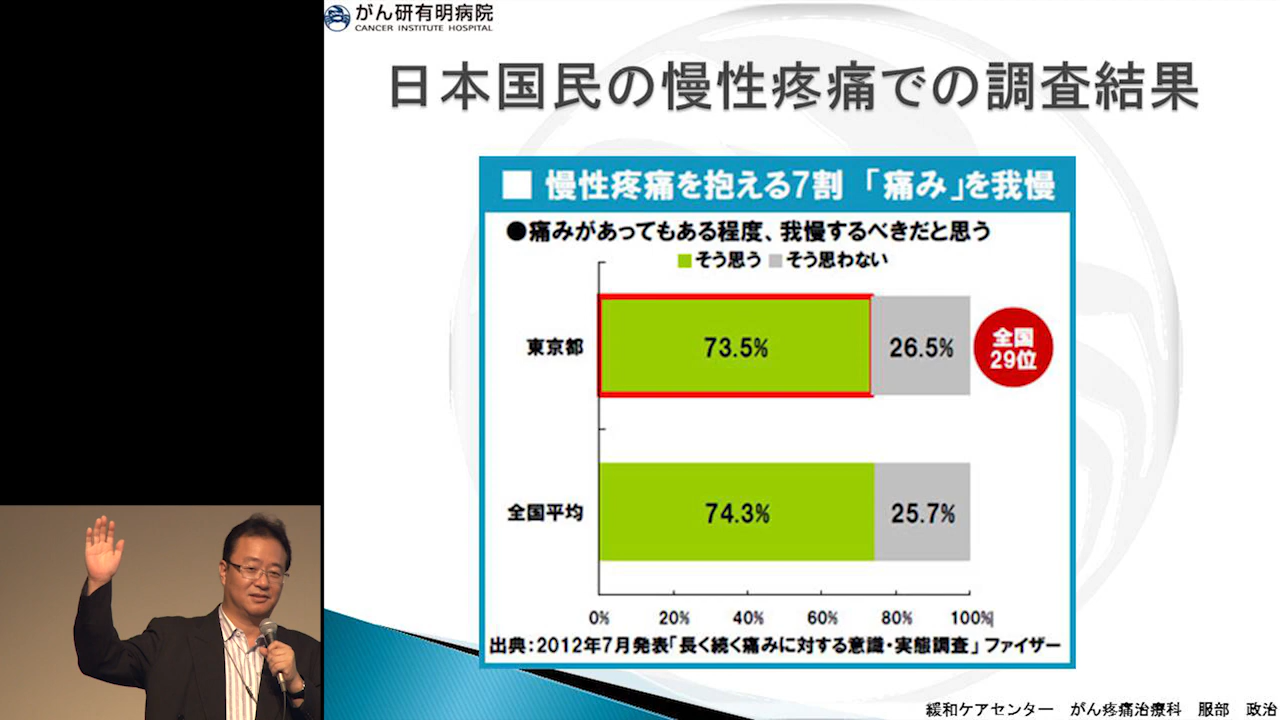 がん研有明病院
CANCER INSTITUTE HOSPITAL
日本国民の慢性疼痛での調査結果
■ 慢性疼痛を抱える7割 「痛み」を我慢
●痛みがあってもある程度、我慢するべきだと思う
■そう思う ■そう思わない
東京都 73.5% 26.5% 全国
29位
全国平均 74.3% 25.7%
0% 20% 40% 60% 80% 100%
出典：2012年7月発表「長く続く痛みに対する意識・実態調査」 ファイザー
緩和ケアセンター がん疼痛治療科 服部 政治